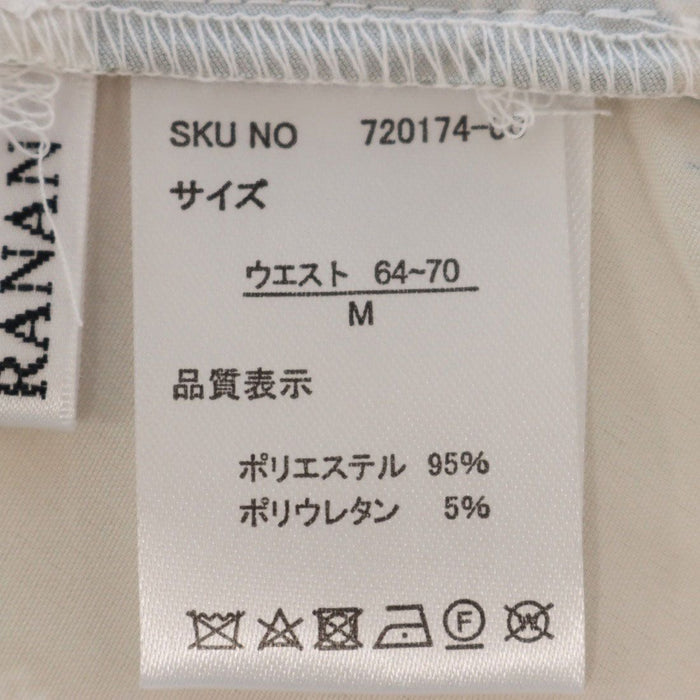 SKU NO 720174-
サイズ
ウエスト 64~70
M
品質表示
ポリエステル 95%
ポリウレタン 5%
F
W
RANAN